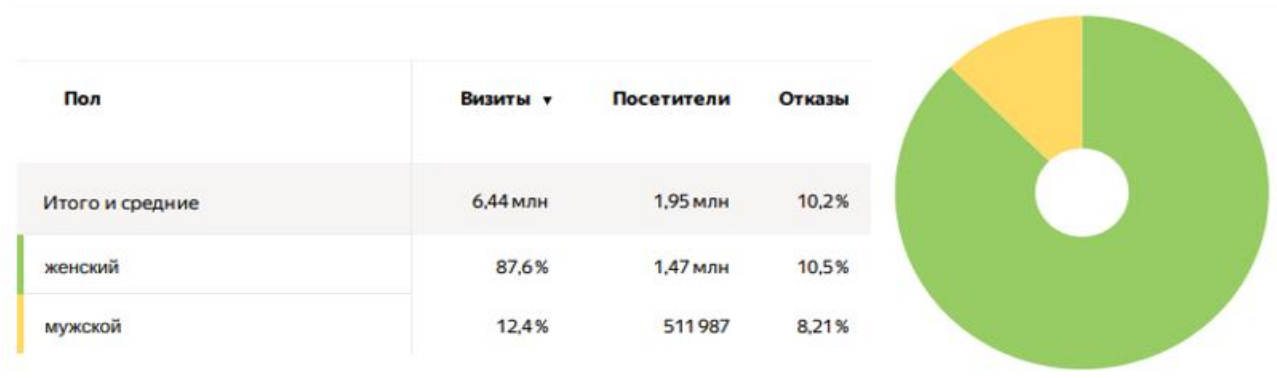 Пол Визиты ▼ Посетители Отказы
Итого и средние 6,44 млн 1,95 млн 10,2%
женский 87,6% 1,47 млн 10,5%
мужской 12,4% 511 987 8,21%